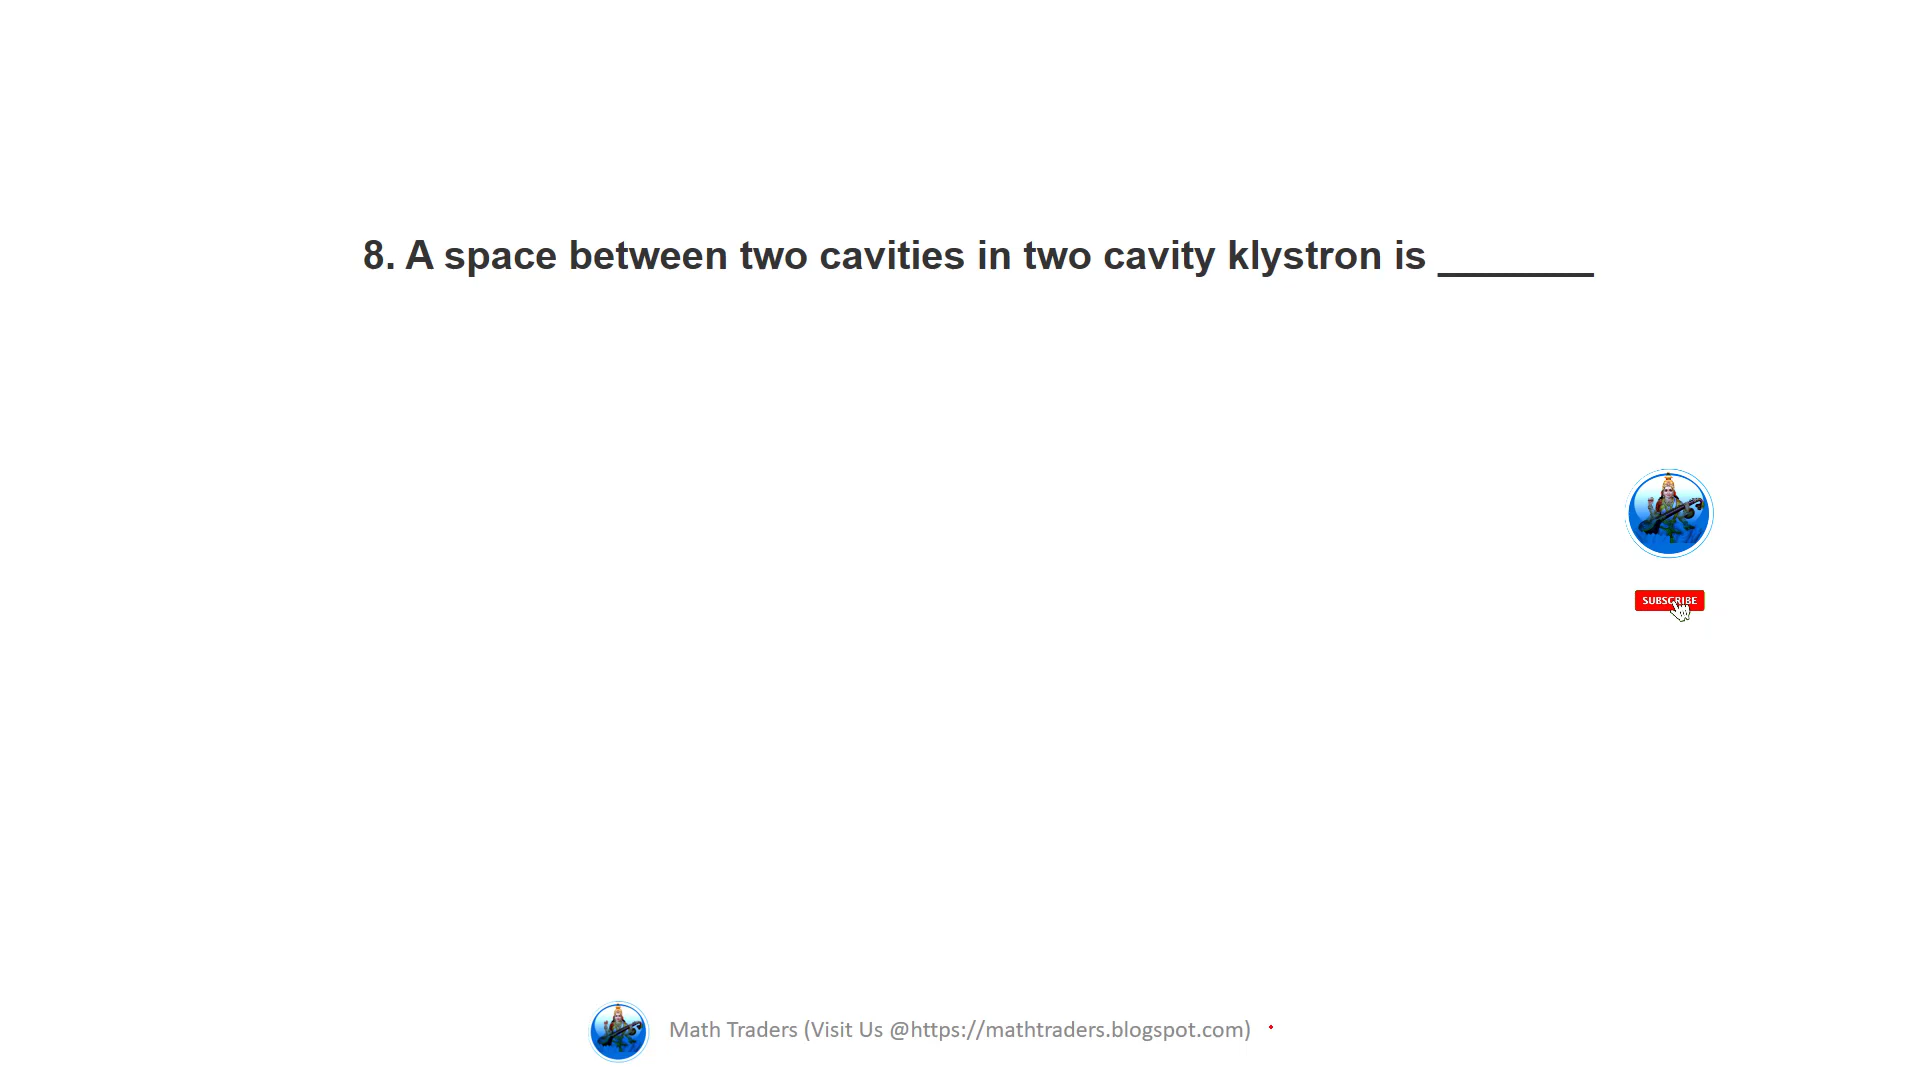 8. A space between two cavities in two cavity klystron is _______
SUBSCRIBE
Math Traders (Visit Us @https://mathtraders.blogspot.com)